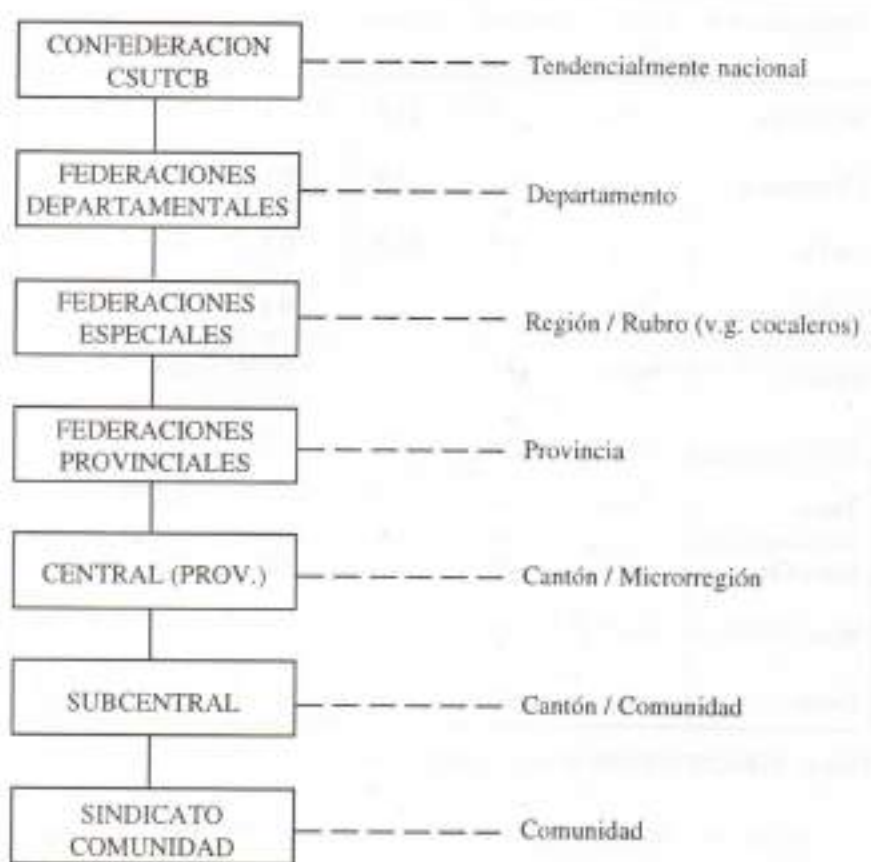 CONFEDERACION
CSUTCB
Tendencialmente nacional
FEDERACIONES
DEPARTAMENTALES
Departamento
FEDERACIONES
ESPECIALES
Región / Rubro (v.g. cocaleros)
FEDERACIONES
PROVINCIALES
Provincia
CENTRAL (PROV.)
Cantón / Microrregión
SUBCENTRAL
Cantón / Comunidad
SINDICATO
COMUNIDAD
Comunidad